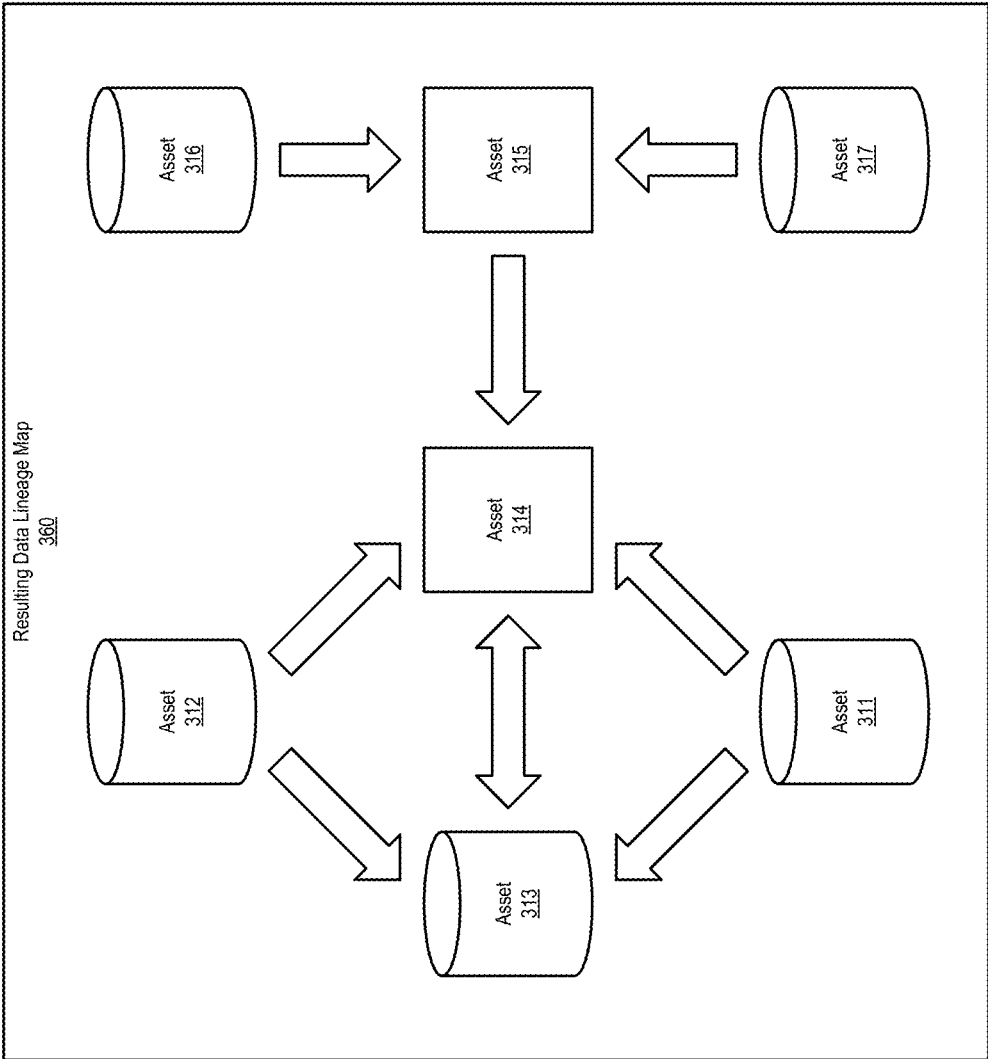 Resulting Data Lineage Map
360
Asset
312
Asset
316
Asset
313
Asset
314
Asset
315
Asset
311
Asset
317